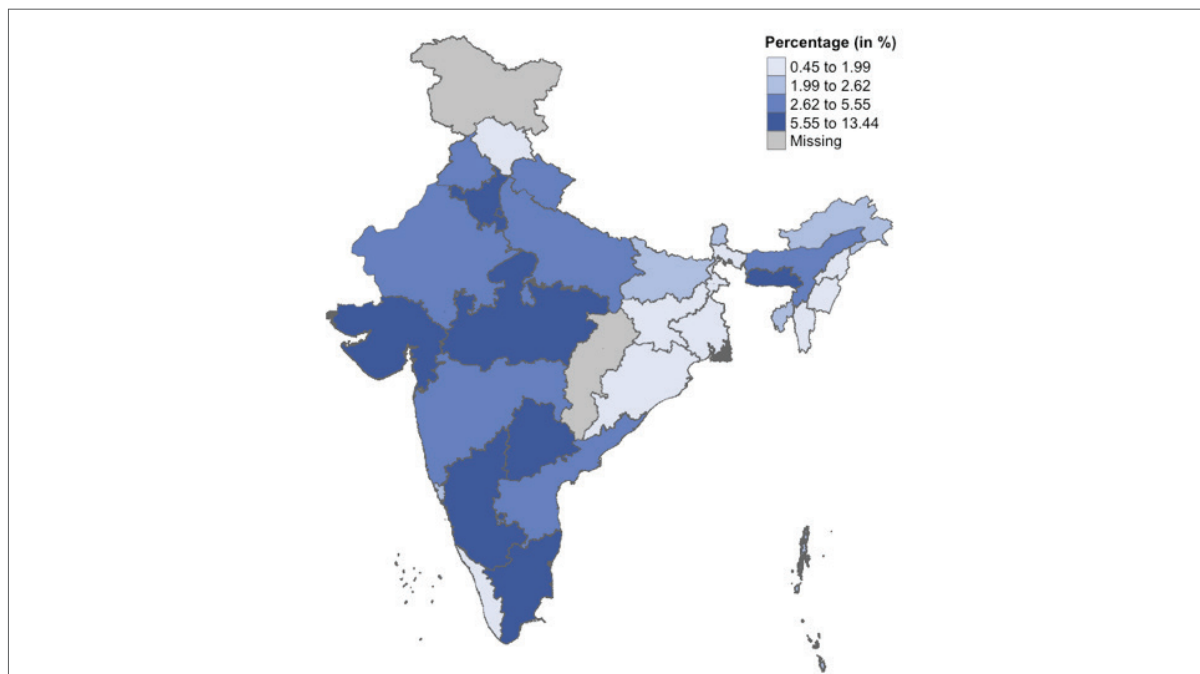 Percentage (in %)
0.45 to 1.99
1.99 to 2.62
2.62 to 5.55
5.55 to 13.44
Missing